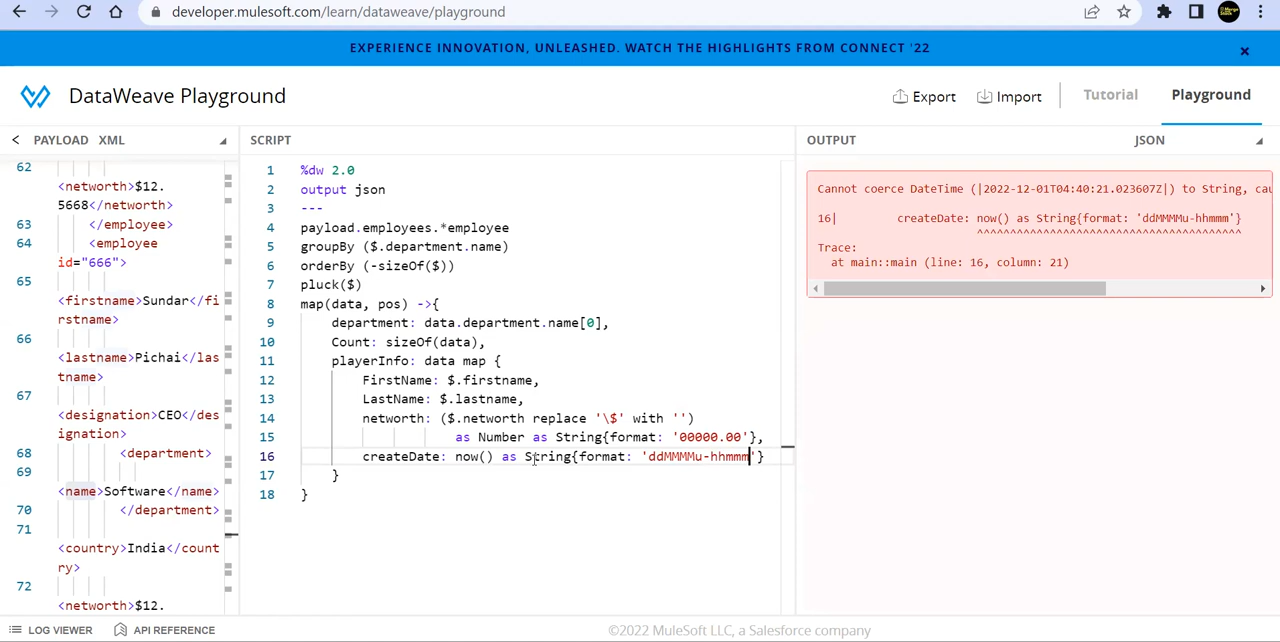 developer.mulesoft.com/learn/dataweave/playground
EXPERIENCE INNOVATION, UNLEASHED. WATCH THE HIGHLIGHTS FROM CONNECT '22
DataWeave Playground
Export
Import
Tutorial
Playground
PAYLOAD XML
62
<networth>$12.
5668</networth>
63 </employee>
64 <employee
id="666">
65
<firstname>Sundar</fi
rstname>
66
<lastname>Pichai</las
tname>
67
<designation>CEO</des
ignation>
68 <department>
69
<name>Software</name>
70 </department>
71
<country>India</count
ry>
72
<networth>$12.
SCRIPT
1 %dw 2.0
2 output json
3 ---
4 payload.employees.*employee
5 groupBy ($.department.name)
6 orderBy (-sizeOf($))
7 pluck($)
8 map(data, pos) ->{
9 department: data.department.name[0],
10 Count: sizeOf(data),
11 playerInfo: data map {
12 FirstName: $.firstname,
13 LastName: $.lastname,
14 networth: ($.networth replace '\$' with '')
15 as Number as String{format: '00000.00'},
16 createDate: now() as String{format: 'ddMMMMu-hhmmm'}
17 }
18 }
OUTPUT
JSON
Cannot coerce DateTime (|2022-12-01T04:40:21.023607Z|) to String, cau
16| createDate: now() as String{format: 'ddMMMMu-hhmmm'}
^^^^^^^^^^^^^^^^^^^^^^^^^^^^^^^^^^^^^^^^
Trace:
at main::main (line: 16, column: 21)
LOG VIEWER
API REFERENCE
©2022 MuleSoft LLC, a Salesforce company